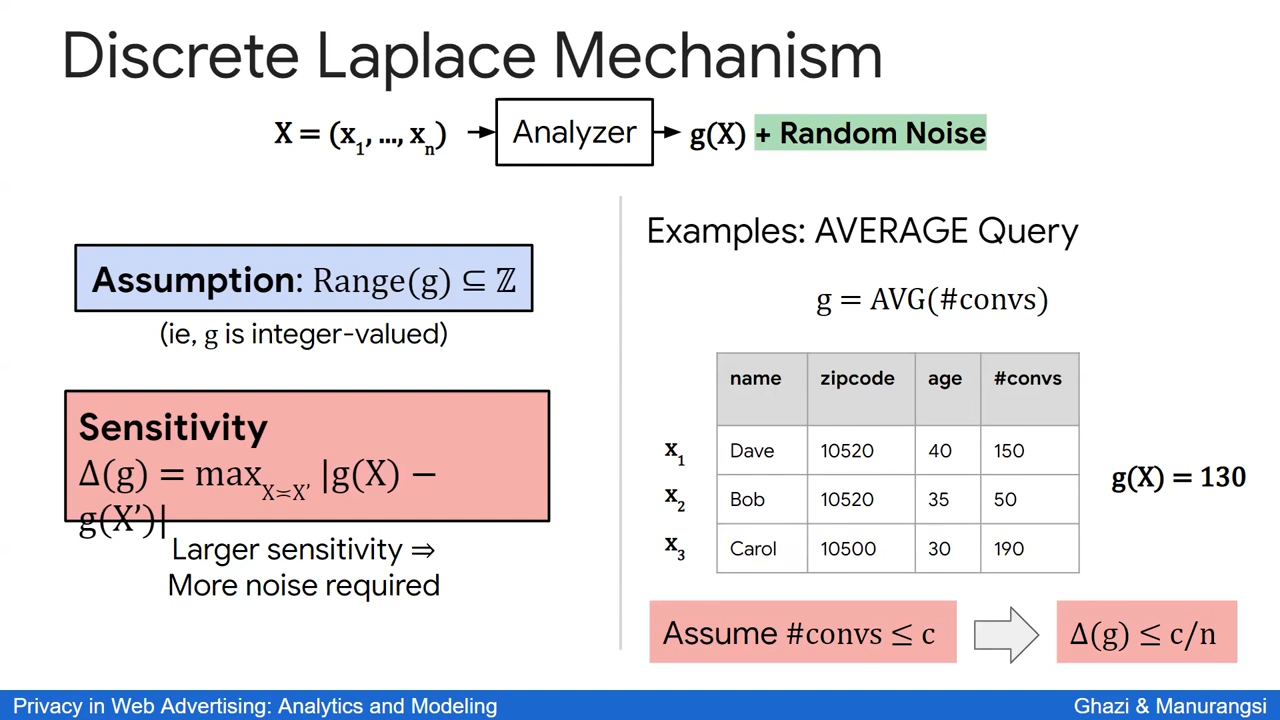 Discrete Laplace Mechanism
X = (x1, ..., xn) Analyzer g(X) + Random Noise
Assumption: Range(g) ⊆ ℤ
(ie, g is integer-valued)
Sensitivity
Δ(g) = maxX≍X’ |g(X) −
g(X’)|
Larger sensitivity ⇒
More noise required
Examples: AVERAGE Query
g = AVG(#convs)
name zipcode age #convs
x1 Dave 10520 40 150
x2 Bob 10520 35 50
x3 Carol 10500 30 190
g(X) = 130
Assume #convs ≤ c
Δ(g) ≤ c/n
Privacy in Web Advertising: Analytics and Modeling
Ghazi & Manurangsi